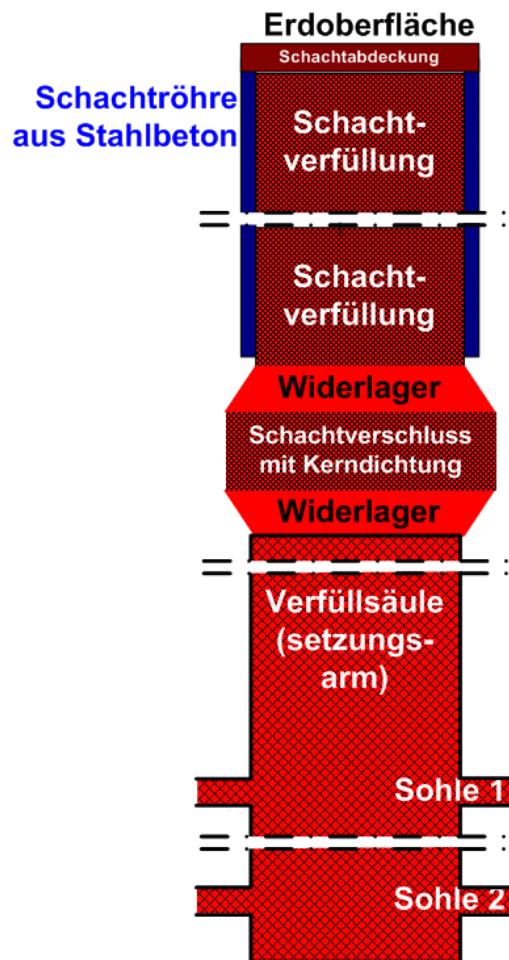 Erdoberfläche
Schachtabdeckung
Schachtröhre
aus Stahlbeton
Schacht-
verfüllung
Schacht-
verfüllung
Widerlager
Schachtverschluss
mit Kerndichtung
Widerlager
Verfüllsäule
(setzungs-
arm)
Sohle 1
Sohle 2